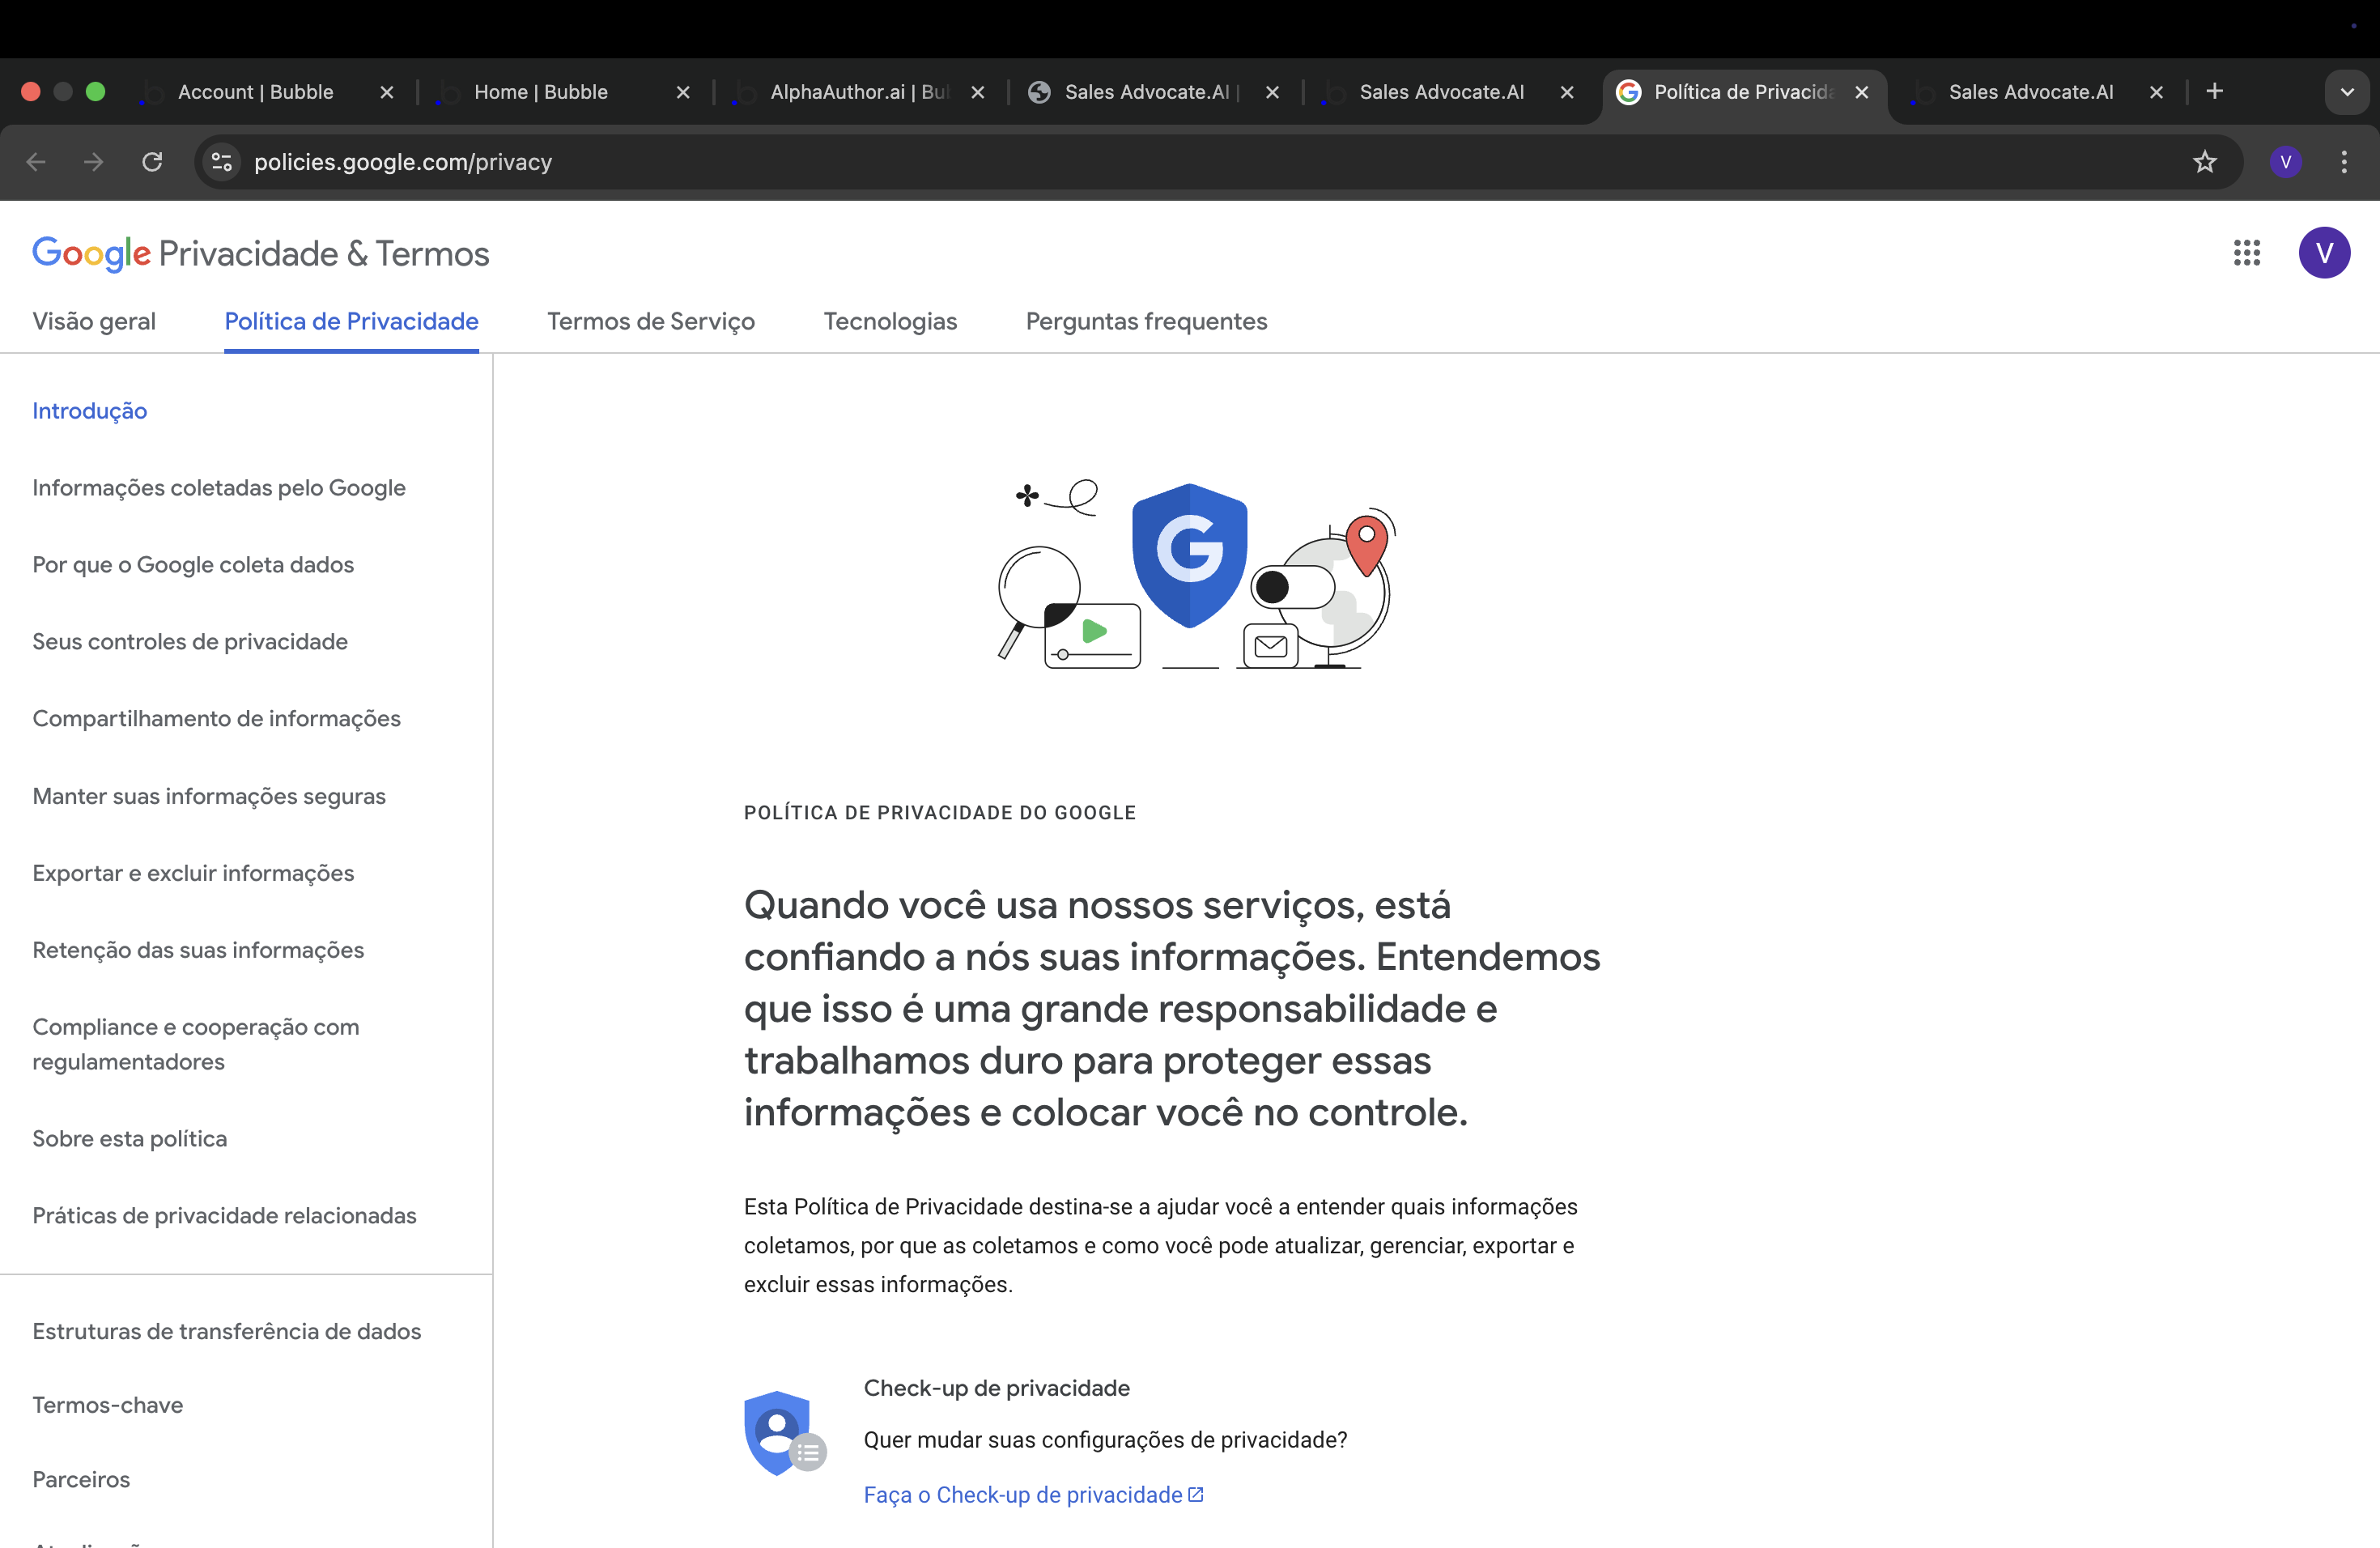 Account | Bubble
Home | Bubble
AlphaAuthor.ai | Bu
Sales Advocate.AI |
Sales Advocate.AI
Política de Privacida
Sales Advocate.AI
policies.google.com/privacy
V
Google Privacidade & Termos
V
Visão geral
Política de Privacidade
Termos de Serviço
Tecnologias
Perguntas frequentes
Introdução
Informações coletadas pelo Google
Por que o Google coleta dados
Seus controles de privacidade
Compartilhamento de informações
Manter suas informações seguras
Exportar e excluir informações
Retenção das suas informações
Compliance e cooperação com
regulamentadores
Sobre esta política
Práticas de privacidade relacionadas
Estruturas de transferência de dados
Termos-chave
Parceiros
G
POLÍTICA DE PRIVACIDADE DO GOOGLE
Quando você usa nossos serviços, está
confiando a nós suas informações. Entendemos
que isso é uma grande responsabilidade e
trabalhamos duro para proteger essas
informações e colocar você no controle.
Esta Política de Privacidade destina-se a ajudar você a entender quais informações
coletamos, por que as coletamos e como você pode atualizar, gerenciar, exportar e
excluir essas informações.
Check-up de privacidade
Quer mudar suas configurações de privacidade?
Faça o Check-up de privacidade